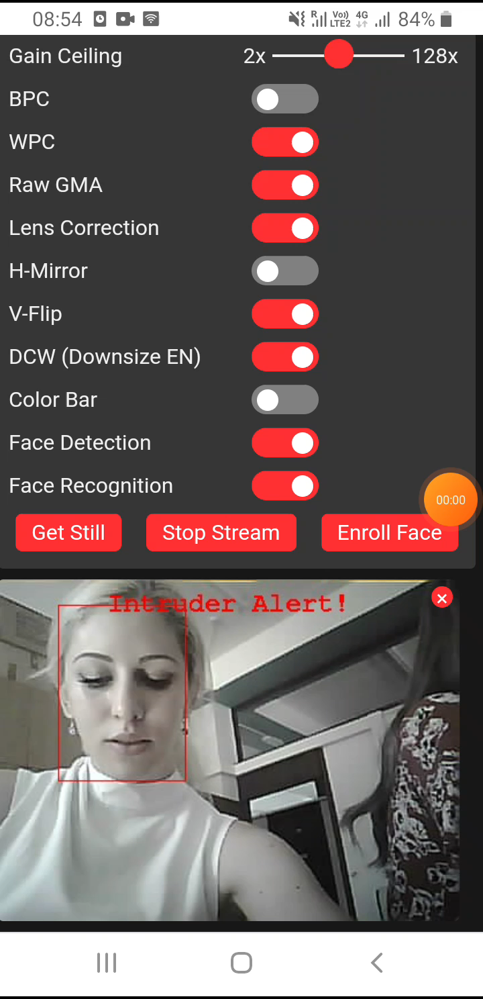 08:54 R Vo)) LTE2 4G 84%
Gain Ceiling 2x 128x
BPC
WPC
Raw GMA
Lens Correction
H-Mirror
V-Flip
DCW (Downsize EN)
Color Bar
Face Detection
Face Recognition
00:00
Get Still Stop Stream Enroll Face
Intruder Alert!